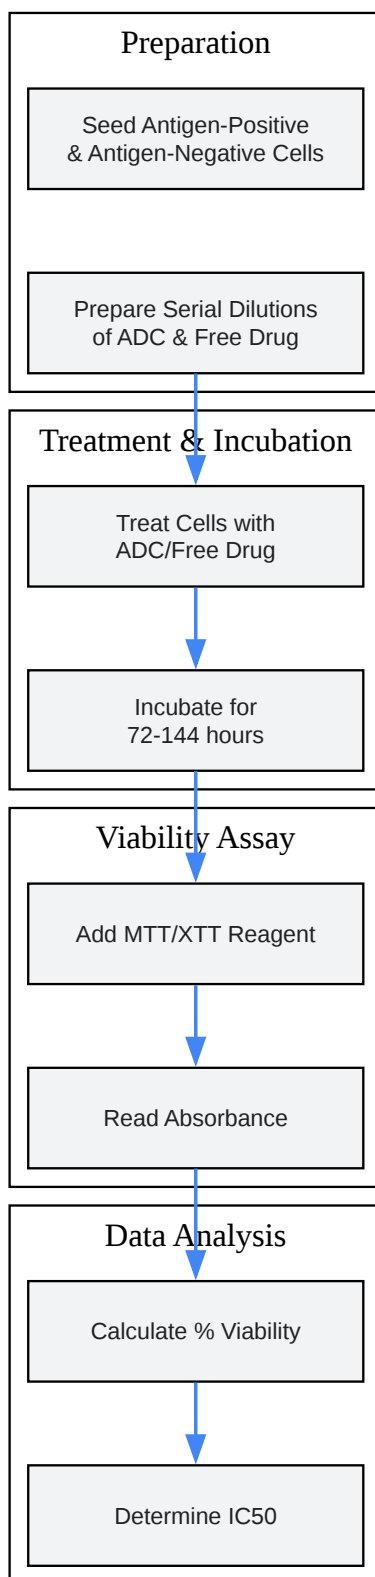 Preparation
Seed Antigen-Positive
& Antigen-Negative Cells
Prepare Serial Dilutions
of ADC & Free Drug
Treatment & Incubation
Treat Cells with
ADC/Free Drug
Incubate for
72-144 hours
Viability Assay
Add MTT/XTT Reagent
Read Absorbance
Data Analysis
Calculate % Viability
Determine IC50